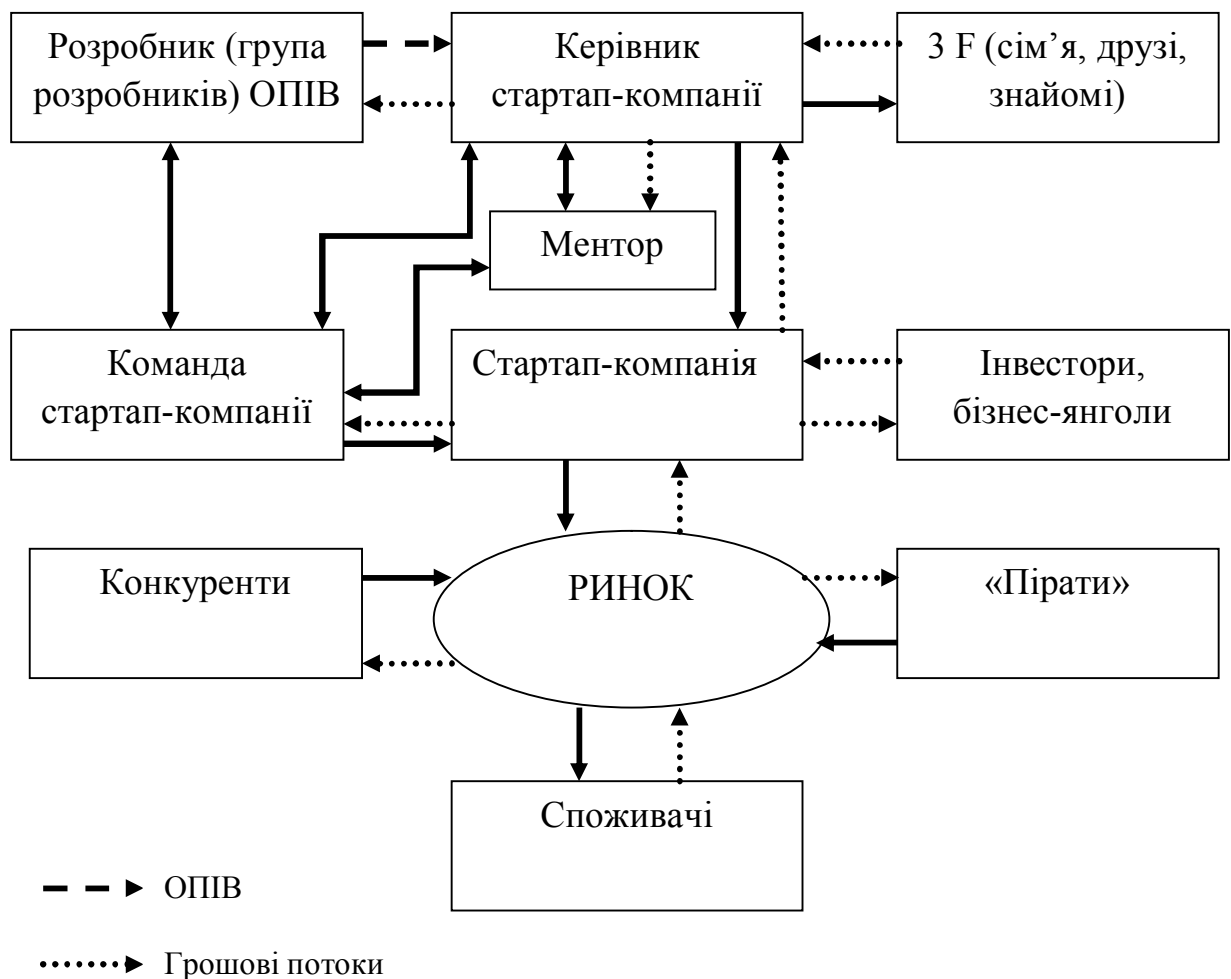 Розробник (група
розробників) ОПІВ
Керівник
стартап-компанії
3 F (сім’я, друзі,
знайомі)
Ментор
Команда
стартап-компанії
Стартап-компанія
Інвестори,
бізнес-янголи
Конкуренти
РИНОК
«Пірати»
Споживачі
ОПІВ
Грошові потоки